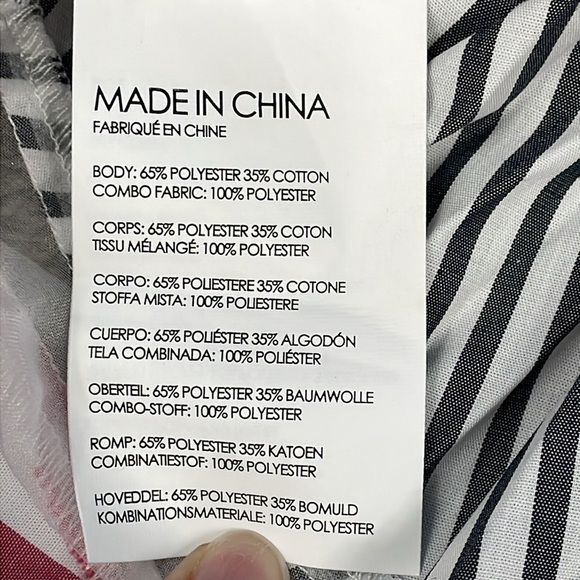 MADE IN CHINA
FABRIQUÉ EN CHINE
BODY: 65% POLYESTER 35% COTTON
COMBO FABRIC: 100% POLYESTER
CORPS: 65% POLYESTER 35% COTON
TISSU MÉLANGÉ: 100% POLYESTER
CORPO: 65% POLIESTERE 35% COTONE
STOFFA MISTA: 100% POLIESTERE
CUERPO: 65% POLIÉSTER 35% ALGODÓN
TELA COMBINADA: 100% POLIÉSTER
OBERTEIL: 65% POLYESTER 35% BAUMWOLLE
COMBO-STOFF: 100% POLYESTER
ROMP: 65% POLYESTER 35% KATOEN
COMBINATIESTOF: 100% POLYESTER
HOVEDDEL: 65% POLYESTER 35% BOMULD
KOMBINATIONSMATERIALE: 100% POLYESTER